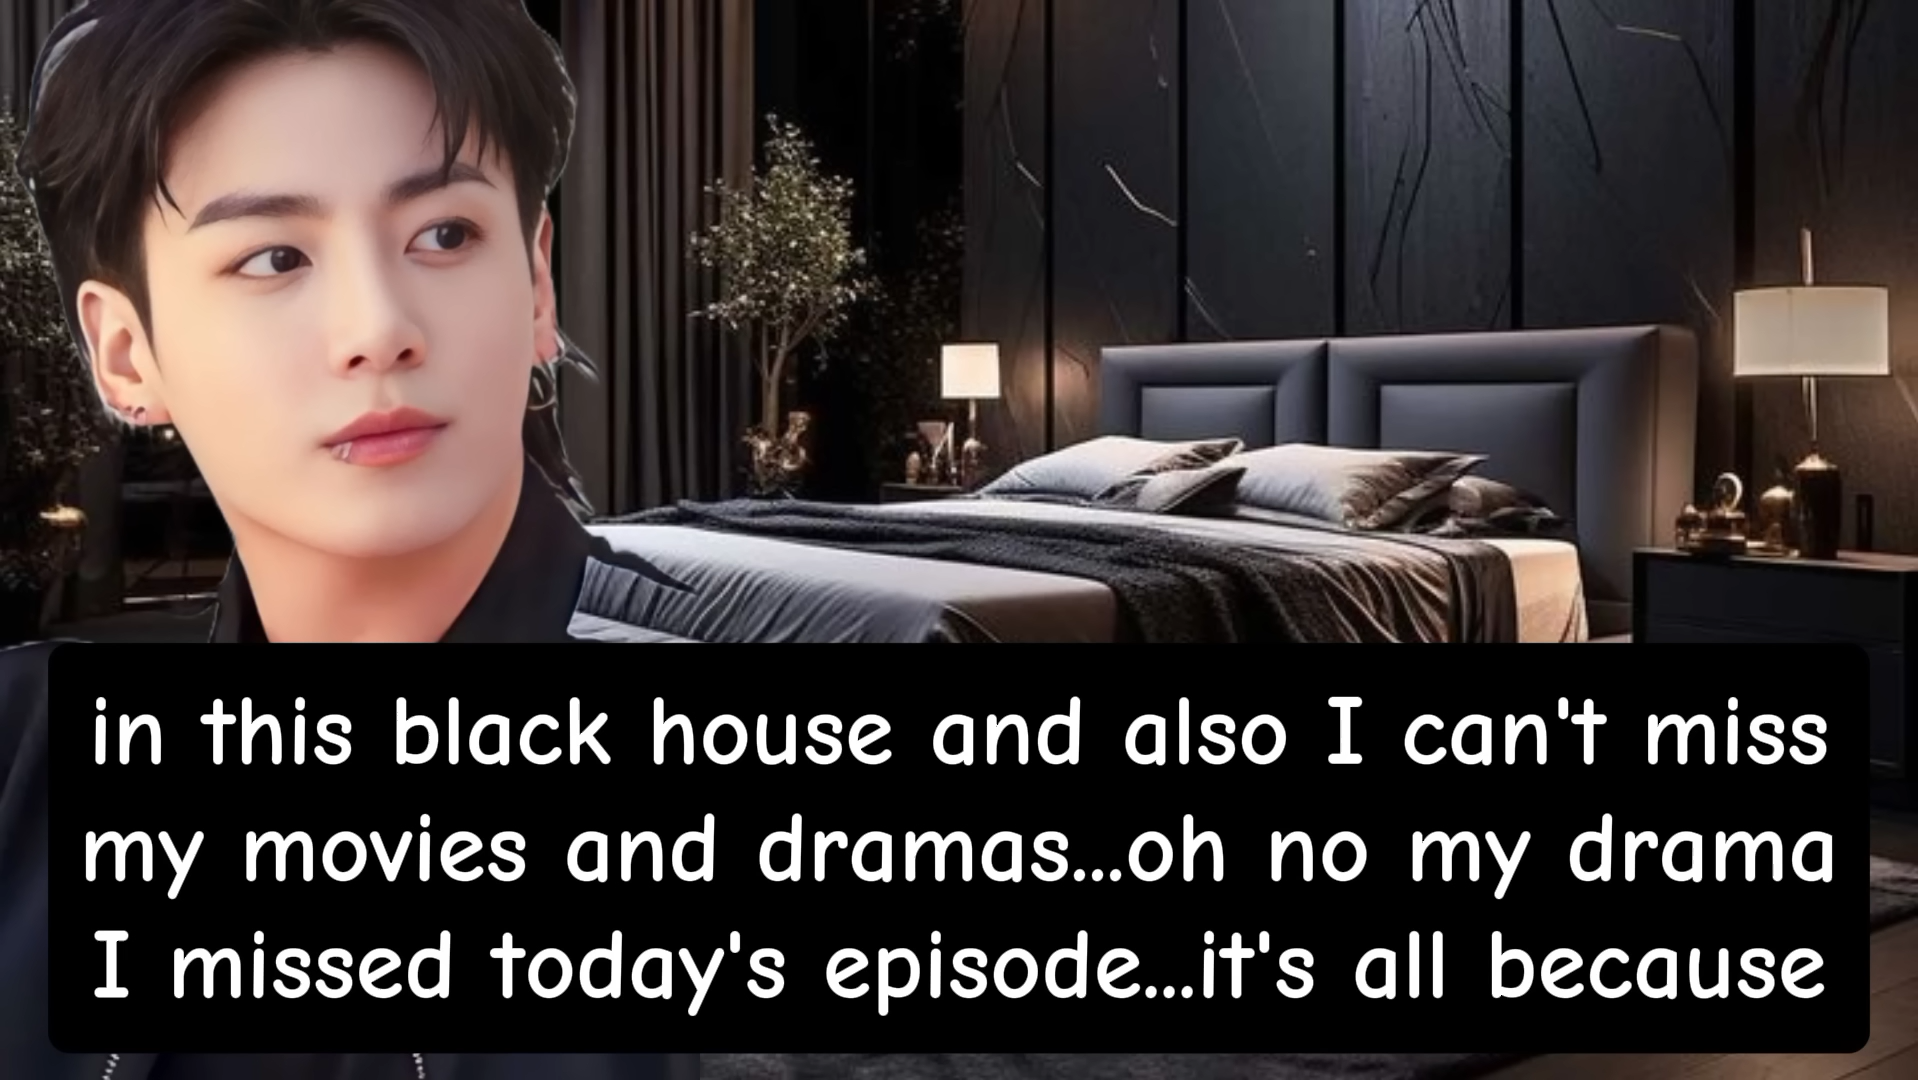 in this black house and also I can't miss
my movies and dramas...oh no my drama
I missed today's episode...it's all because